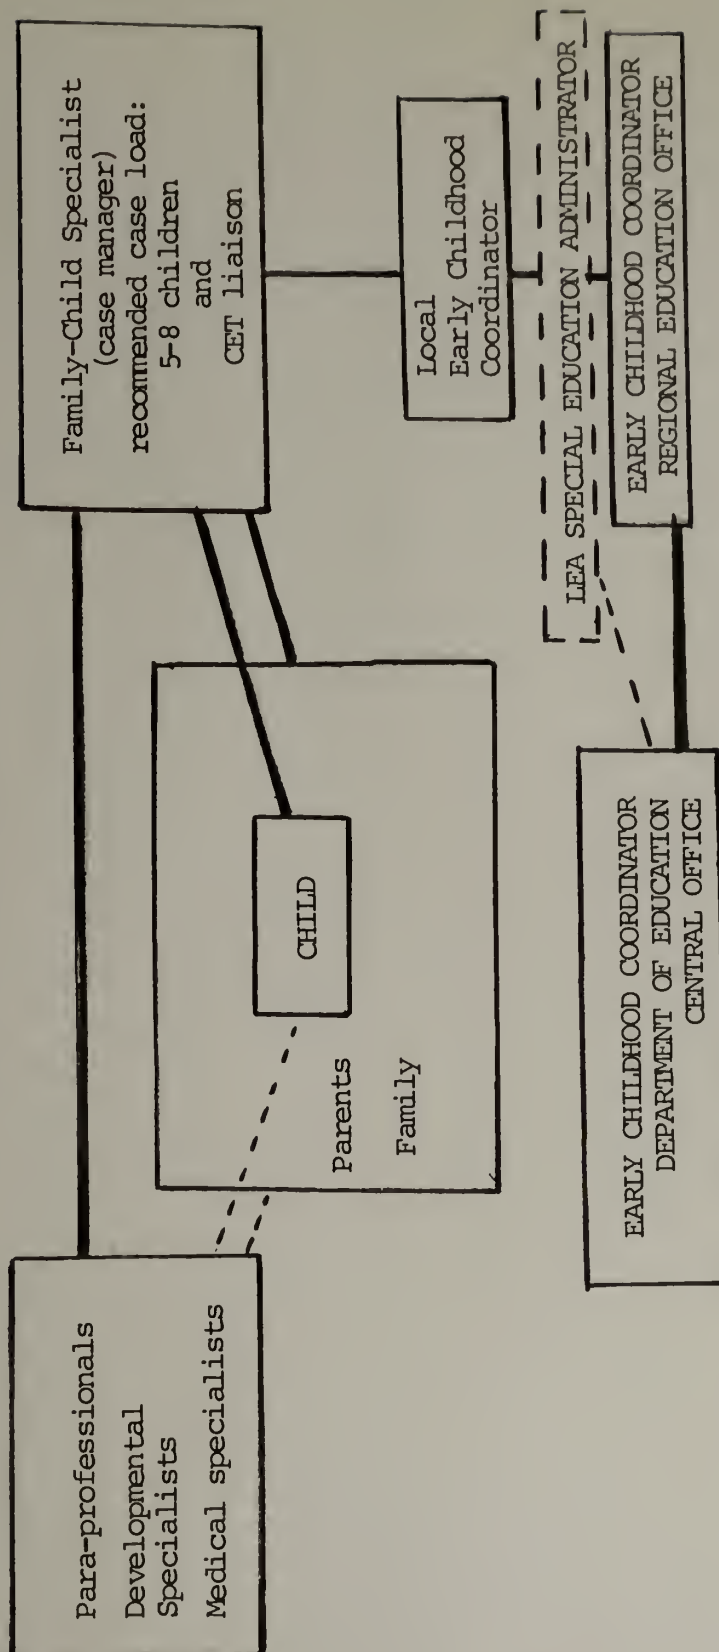 Para-professionals
Developmental
Specialists
Medical specialists
Family-Child Specialist
(case manager)
recommended case load:
5-8 children
and
CET liaison
CHILD
Parents
Family
Local
Early Childhood
Coordinator
LEA SPECIAL EDUCATION ADMINISTRATOR
EARLY CHILDHOOD COORDINATOR
REGIONAL EDUCATION OFFICE
EARLY CHILDHOOD COORDINATOR
DEPARTMENT OF EDUCATION
CENTRAL OFFICE